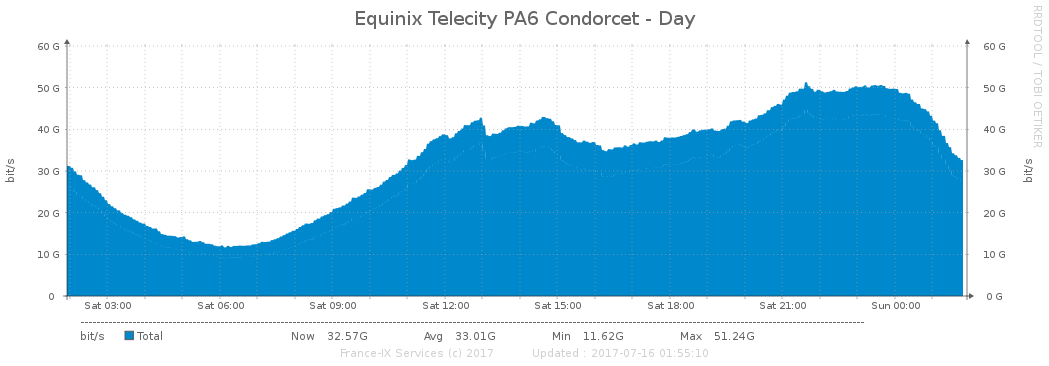 Equinix Telecity PA6 Condorcet - Day
RRDTOOL / TOBI OETIKER
60 G 60 G
50 G 50 G
40 G 40 G
30 G 30 G
20 G 20 G
10 G 10 G
0 0 G
bit/s bit/s
Sat 03:00 Sat 06:00 Sat 09:00 Sat 12:00 Sat 15:00 Sat 18:00 Sat 21:00 Sun 00:00
bit/s Total Now 32.57G Avg 33.01G Min 11.62G Max 51.24G
France-IX Services (c) 2017 Updated : 2017-07-16 01:55:10